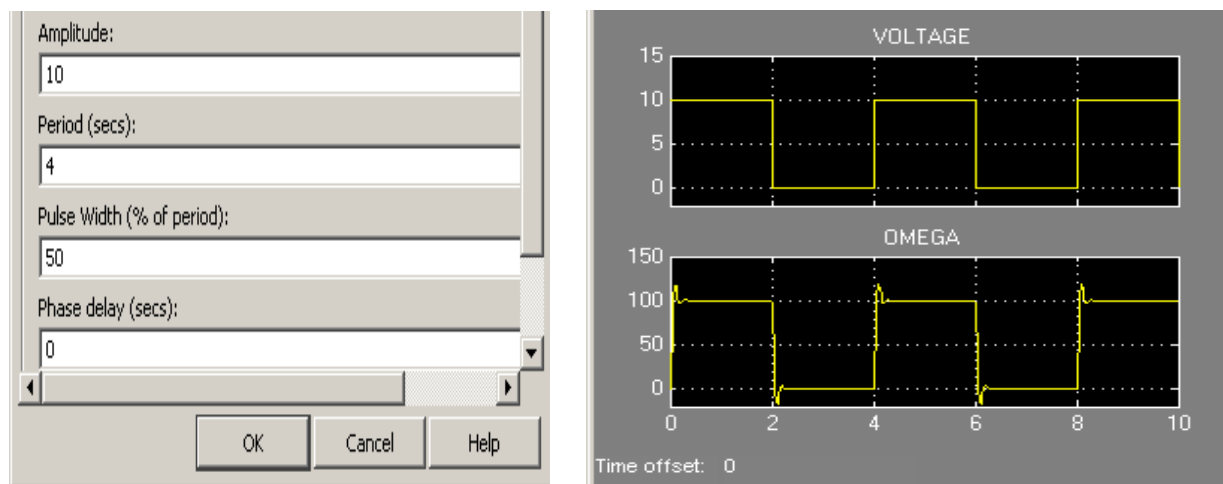 Amplitude:
10
Period (secs):
4
Pulse Width (% of period):
50
Phase delay (secs):
0
OK Cancel Help
VOLTAGE
15
10
5
0
OMEGA
150
100
50
0
0 2 4 6 8 10
Time offset: 0